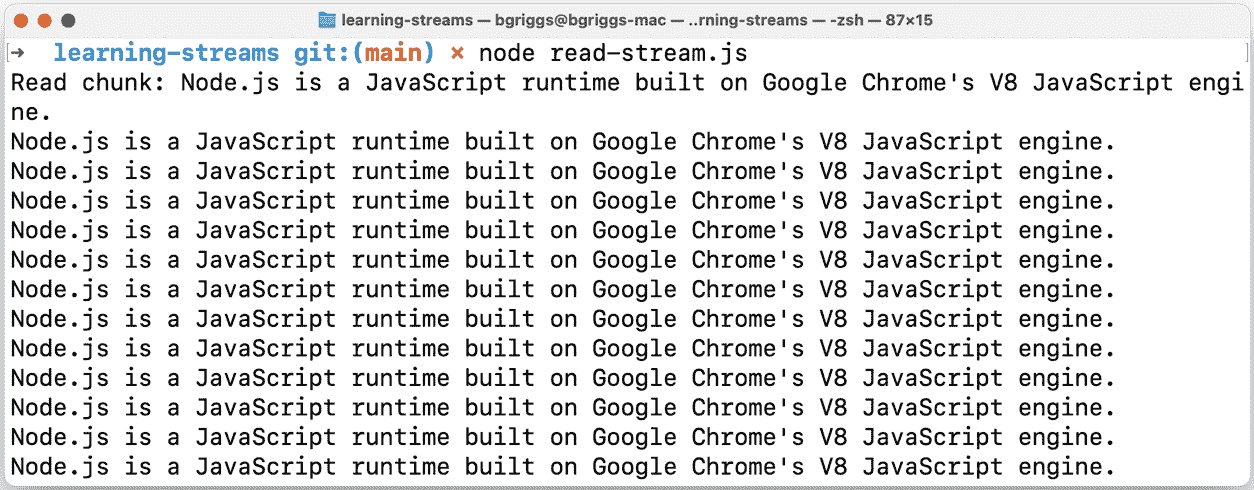 learning-streams — bgriggs@bgriggs-mac — ..rning-streams — -zsh — 87×15
➜ learning-streams git:(main) × node read-stream.js
Read chunk: Node.js is a JavaScript runtime built on Google Chrome's V8 JavaScript engi
ne.
Node.js is a JavaScript runtime built on Google Chrome's V8 JavaScript engine.
Node.js is a JavaScript runtime built on Google Chrome's V8 JavaScript engine.
Node.js is a JavaScript runtime built on Google Chrome's V8 JavaScript engine.
Node.js is a JavaScript runtime built on Google Chrome's V8 JavaScript engine.
Node.js is a JavaScript runtime built on Google Chrome's V8 JavaScript engine.
Node.js is a JavaScript runtime built on Google Chrome's V8 JavaScript engine.
Node.js is a JavaScript runtime built on Google Chrome's V8 JavaScript engine.
Node.js is a JavaScript runtime built on Google Chrome's V8 JavaScript engine.
Node.js is a JavaScript runtime built on Google Chrome's V8 JavaScript engine.
Node.js is a JavaScript runtime built on Google Chrome's V8 JavaScript engine.
Node.js is a JavaScript runtime built on Google Chrome's V8 JavaScript engine.
Node.js is a JavaScript runtime built on Google Chrome's V8 JavaScript engine.